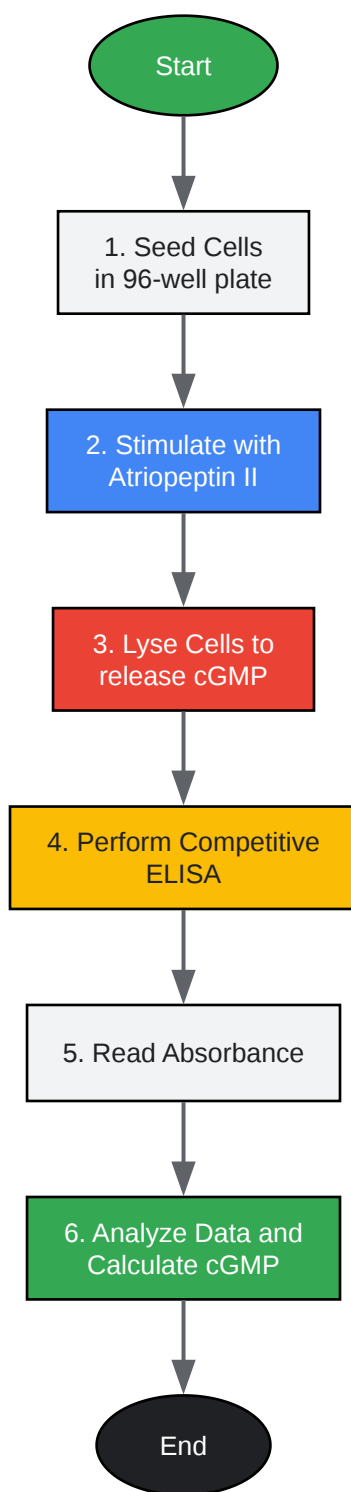 Start
1. Seed Cells
in 96-well plate
2. Stimulate with
Atriopeptin II
3. Lyse Cells to
release cGMP
4. Perform Competitive
ELISA
5. Read Absorbance
6. Analyze Data and
Calculate cGMP
End